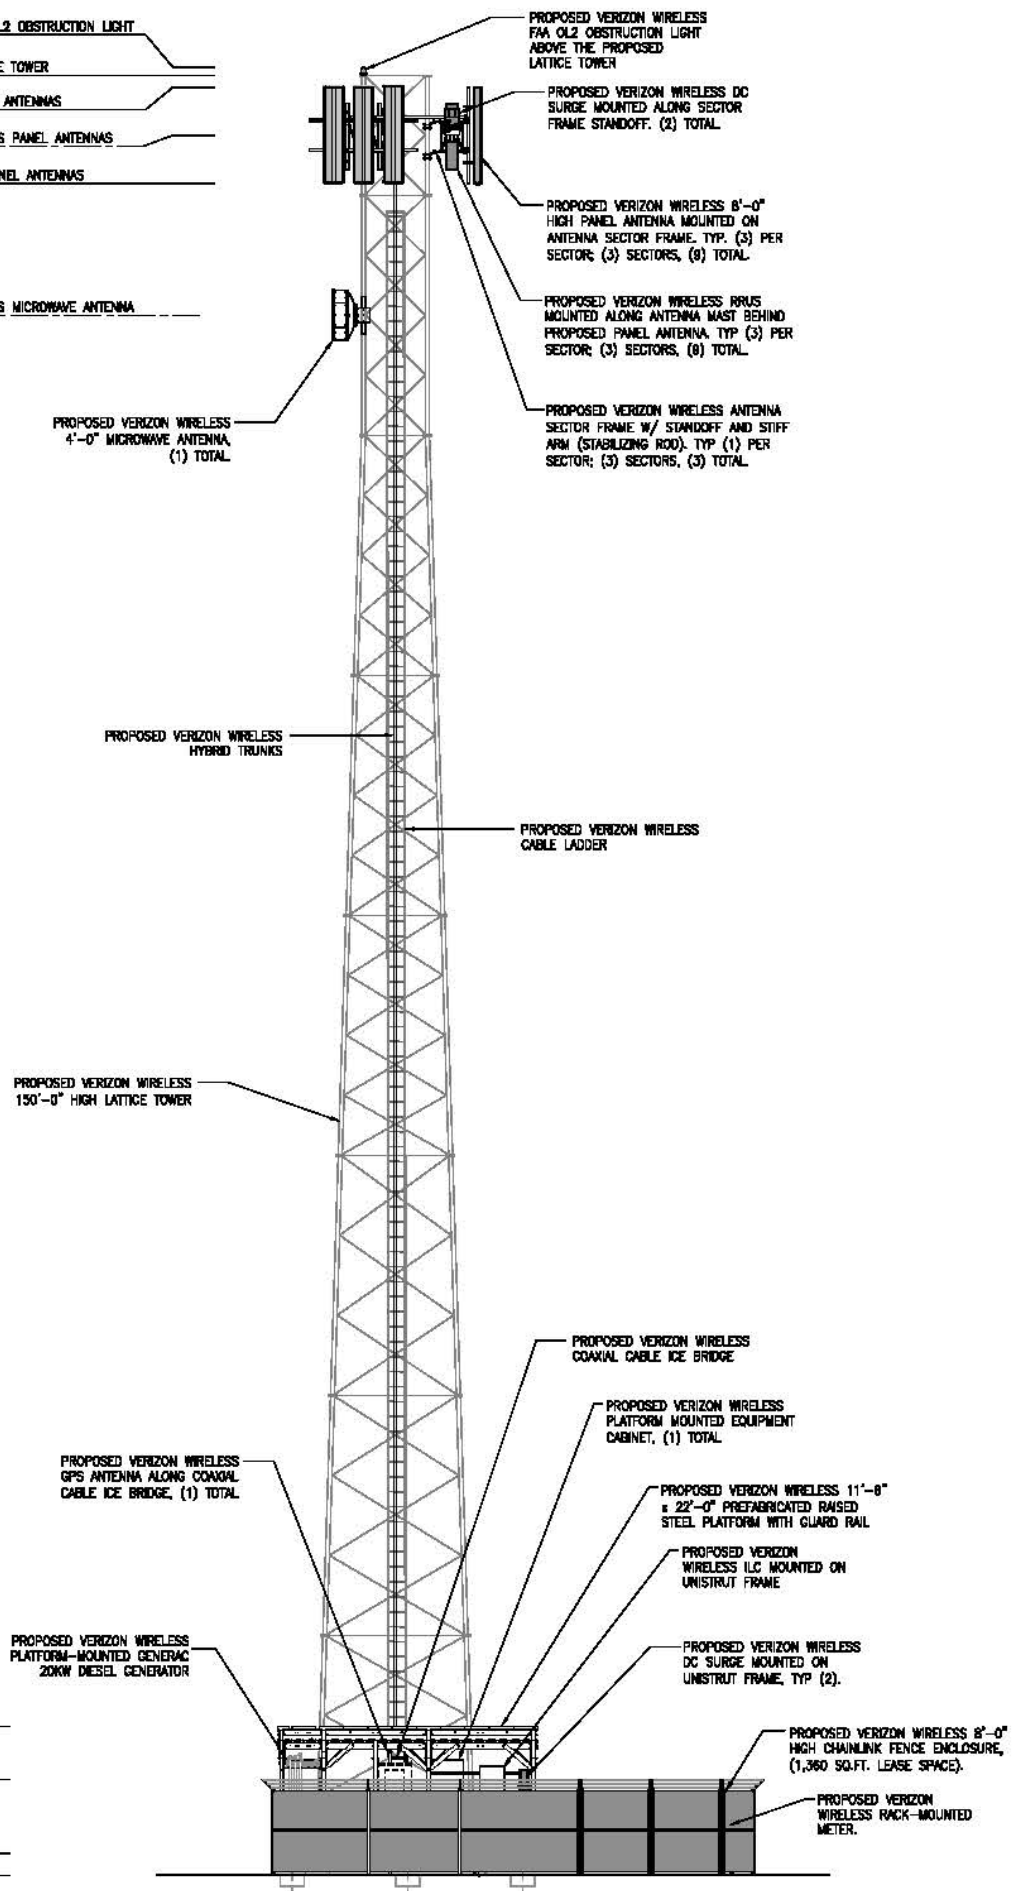 L2 OBSTRUCTION LIGHT
E TOWER
ANTENNAS
S PANEL ANTENNAS
NEL ANTENNAS
S MICROWAVE ANTENNA
PROPOSED VERIZON WIRELESS
FAA OL2 OBSTRUCTION LIGHT
ABOVE THE PROPOSED
LATTICE TOWER
PROPOSED VERIZON WIRELESS DC
SURGE MOUNTED ALONG SECTOR
FRAME STANDOFF. (2) TOTAL
PROPOSED VERIZON WIRELESS 8'-0"
HIGH PANEL ANTENNA MOUNTED ON
ANTENNA SECTOR FRAME. TYP. (3) PER
SECTOR; (3) SECTORS, (9) TOTAL.
PROPOSED VERIZON WIRELESS RRUS
MOUNTED ALONG ANTENNA MAST BEHIND
PROPOSED PANEL ANTENNA. TYP (3) PER
SECTOR; (3) SECTORS, (9) TOTAL
PROPOSED VERIZON WIRELESS
4'-0" MICROWAVE ANTENNA,
(1) TOTAL
PROPOSED VERIZON WIRELESS ANTENNA
SECTOR FRAME W/ STANDOFF AND STIFF
ARM (STABILIZING ROD). TYP (1) PER
SECTOR; (3) SECTORS, (3) TOTAL
PROPOSED VERIZON WIRELESS
HYBRID TRUNKS
PROPOSED VERIZON WIRELESS
CABLE LADDER
PROPOSED VERIZON WIRELESS
150'-0" HIGH LATTICE TOWER
PROPOSED VERIZON WIRELESS
COAXIAL CABLE ICE BRIDGE
PROPOSED VERIZON WIRELESS
PLATFORM MOUNTED EQUIPMENT
CABINET, (1) TOTAL
PROPOSED VERIZON WIRELESS
GPS ANTENNA ALONG COAXIAL
CABLE ICE BRIDGE, (1) TOTAL
PROPOSED VERIZON WIRELESS 11'-6"
x 22'-0" PREFABRICATED RAISED
STEEL PLATFORM WITH GUARD RAIL
PROPOSED VERIZON
WIRELESS ILC MOUNTED ON
UNISTRUT FRAME
PROPOSED VERIZON WIRELESS
PLATFORM-MOUNTED GENERAC
20KW DIESEL GENERATOR
PROPOSED VERIZON WIRELESS
DC SURGE MOUNTED ON
UNISTRUT FRAME, TYP (2).
PROPOSED VERIZON WIRELESS 8'-0"
HIGH CHAINLINK FENCE ENCLOSURE,
(1,360 SQ.FT. LEASE SPACE).
PROPOSED VERIZON
WIRELESS RACK-MOUNTED
METER.